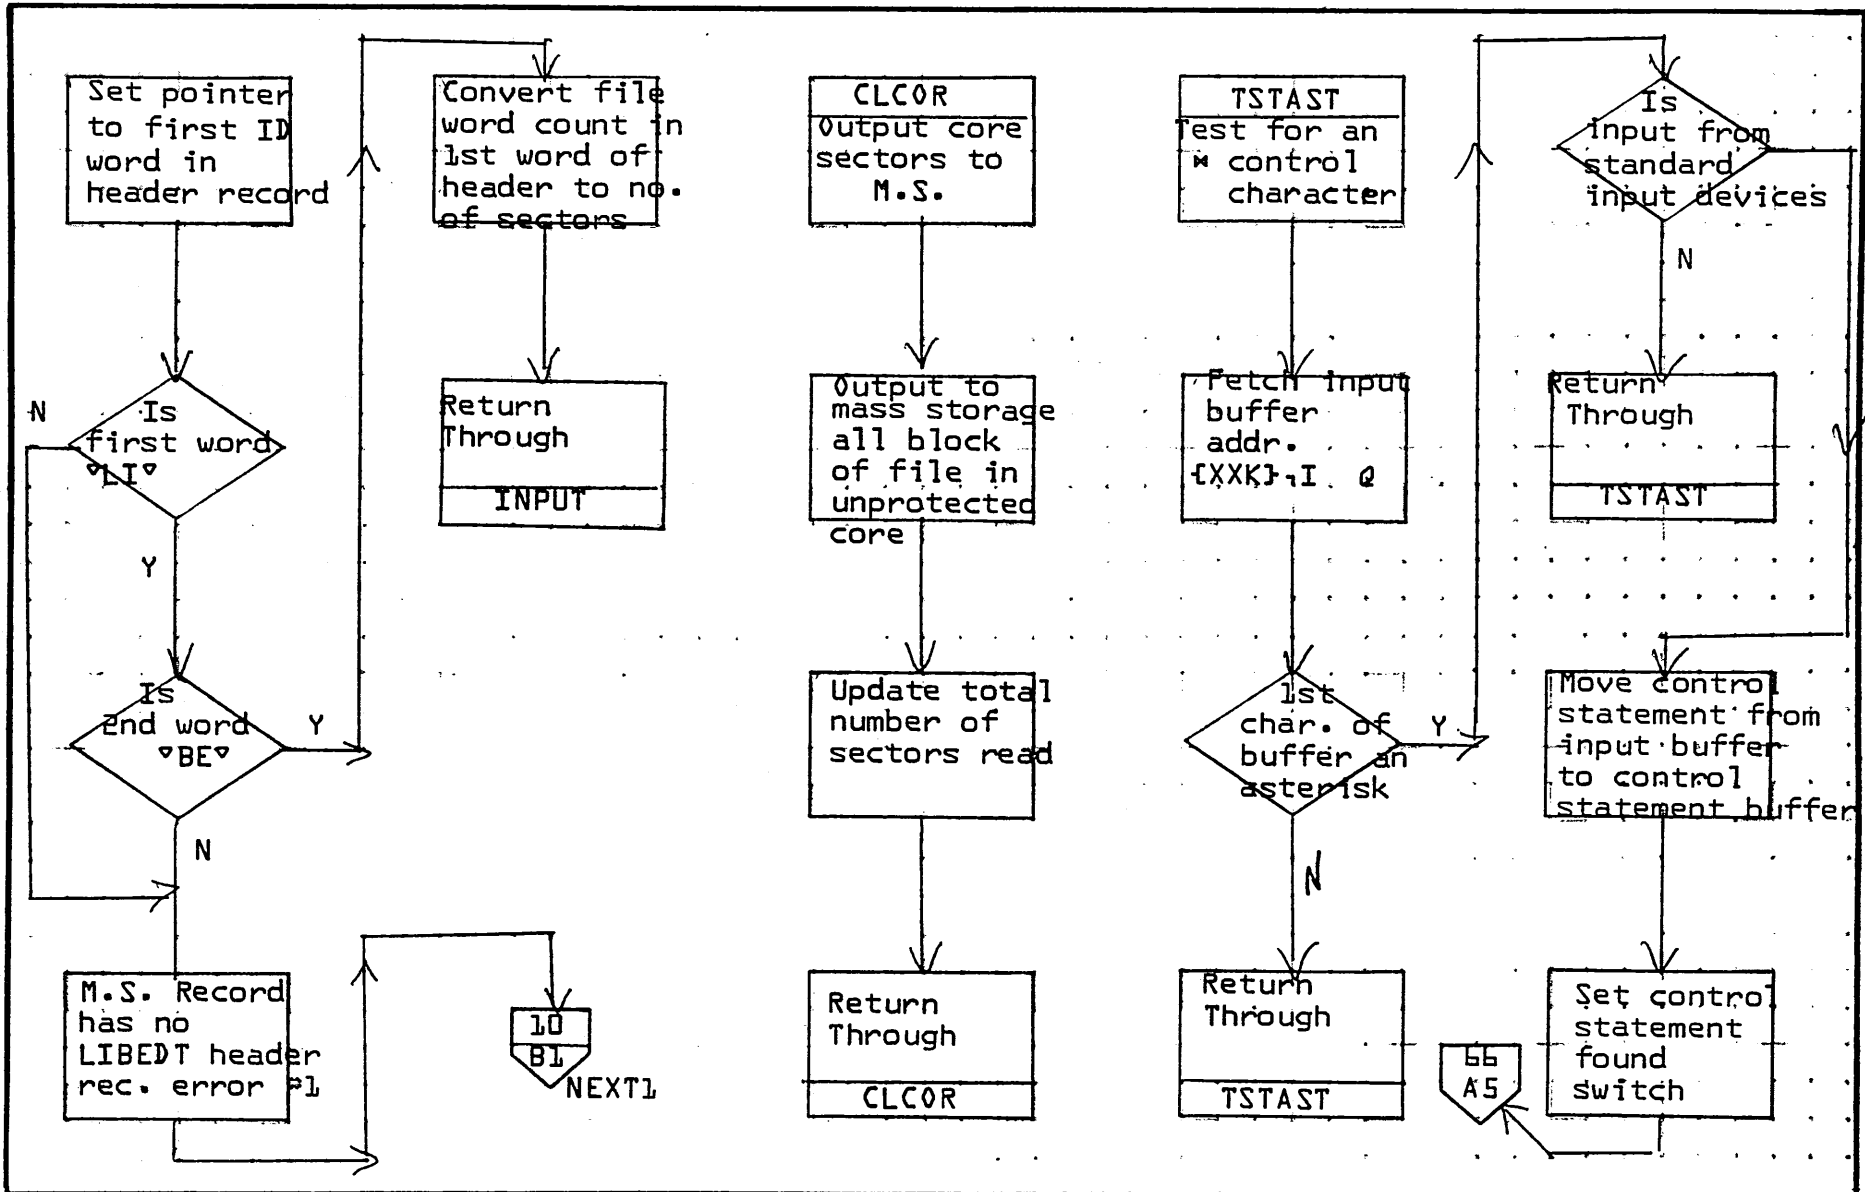 Set pointer
to first ID
word in
header record
N
Is
first word
"LI"
Y
Is
2nd word
"BE"
Y
N
M.S. Record
has no
LIBEDT header
rec. error #1
Convert file
word count in
1st word of
header to no.
of sectors
Return
Through
INPUT
10
B1
NEXT1
CLCOR
Output core
sectors to
M.S.
Output to
mass storage
all block
of file in
unprotected
core
Update total
number of
sectors read
Return
Through
CLCOR
TSTAST
Test for an
* control
character
Fetch input
buffer
addr.
{XXK},I Q
1st
char. of
buffer an
asterisk
Y
N
Return
Through
TSTAST
Is
input from
standard
input devices
N
Return
Through
TSTAST
Move control
statement from
input buffer
to control
statement buffer
Set control
statement
found
switch
66
A5